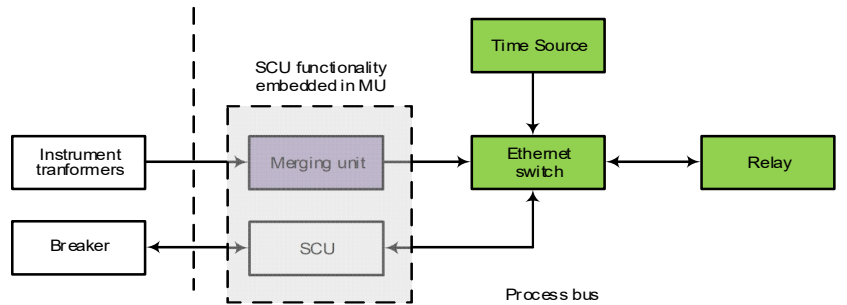 Time Source
SCU functionality
embedded in MU
Instrument
tranformers
Merging unit
Ethernet
switch
Relay
Breaker
SCU
Process bus